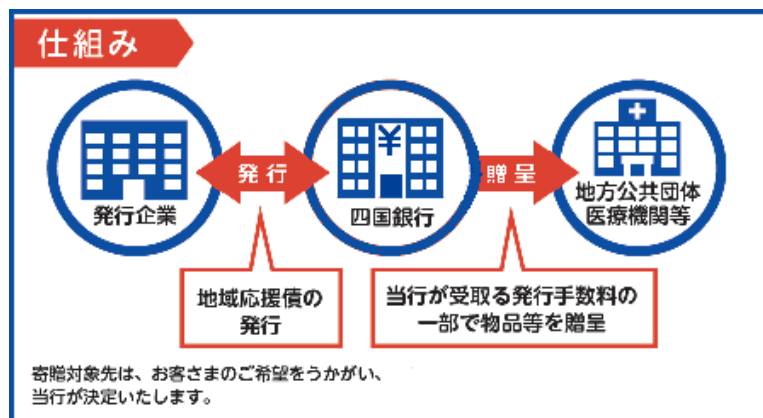 仕組み
発行企業
発行
四国銀行
贈呈
地方公共団体
医療機関等
地域応援債の
発行
当行が受取る発行手数料の
一部で物品等を贈呈
寄贈対象先は、お客さまのご希望をうかがい、
当行が決定いたします。